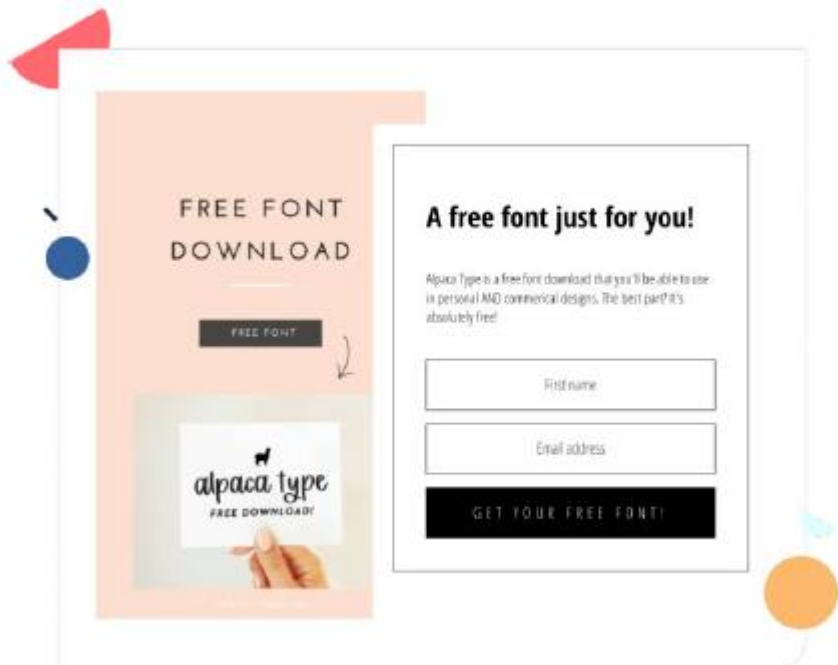 FREE FONT
DOWNLOAD
FREE FONT
alpaca type
FREE DOWNLOAD!
A free font just for you!
Alpaca Type is a free font download that you'll be able to use
in personal AND commerical designs. The best part? It's
absolutely free!
First name
Email address
GET YOUR FREE FONT!